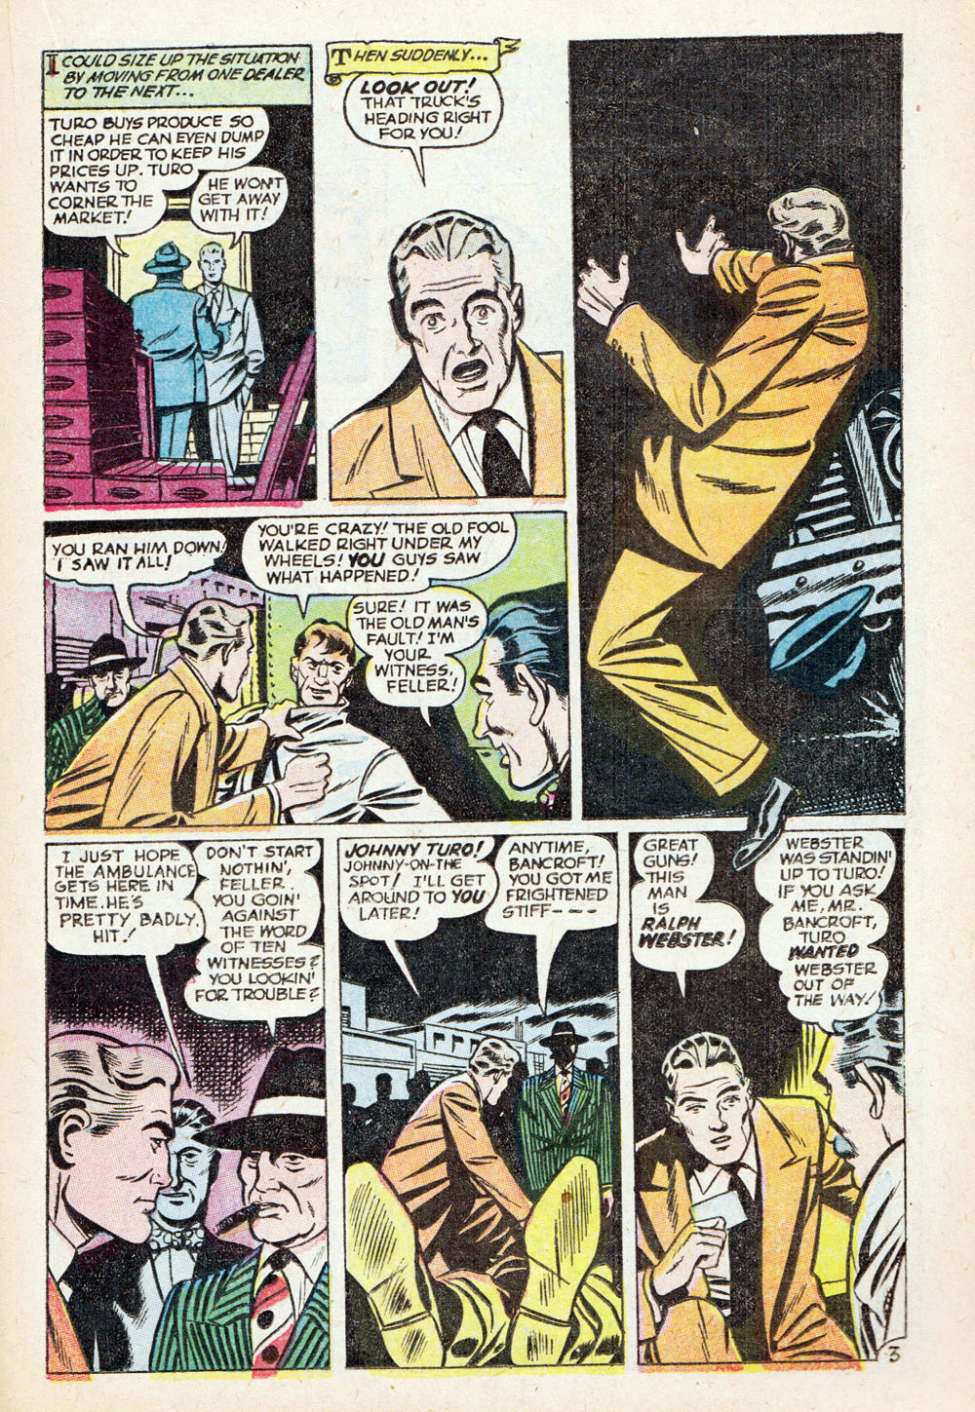 I COULD SIZE UP THE SITUATION
BY MOVING FROM ONE DEALER
TO THE NEXT...
TURO BUYS PRODUCE SO
CHEAP HE CAN EVEN DUMP
IT IN ORDER TO KEEP HIS
PRICES UP. TURO
WANTS TO
CORNER THE
MARKET!
HE WON'T
GET AWAY
WITH IT!
THEN SUDDENLY...
LOOK OUT!
THAT TRUCK'S
HEADING RIGHT
FOR YOU!
YOU RAN HIM DOWN!
I SAW IT ALL!
YOU'RE CRAZY! THE OLD FOOL
WALKED RIGHT UNDER MY
WHEELS! YOU GUYS SAW
WHAT HAPPENED!
SURE! IT WAS
THE OLD MAN'S
FAULT! I'M
YOUR
WITNESS,
FELLER!
I JUST HOPE
THE AMBULANCE
GETS HERE IN
TIME. HE'S
PRETTY BADLY
HIT!
DON'T START
NOTHIN',
FELLER.
YOU GOIN'
AGAINST
THE WORD
OF TEN
WITNESSES?
YOU LOOKIN'
FOR TROUBLE?
JOHNNY TURO!
JOHNNY-ON-THE
SPOT! I'LL GET
AROUND TO YOU
LATER!
ANYTIME,
BANCROFT!
YOU GOT ME
FRIGHTENED
STIFF----
GREAT
GUNS!
THIS
MAN
IS
RALPH
WEBSTER!
WEBSTER
WAS STANDIN'
UP TO TURO!
IF YOU ASK
ME, MR.
BANCROFT,
TURO
WANTED
WEBSTER
OUT OF
THE WAY!
3